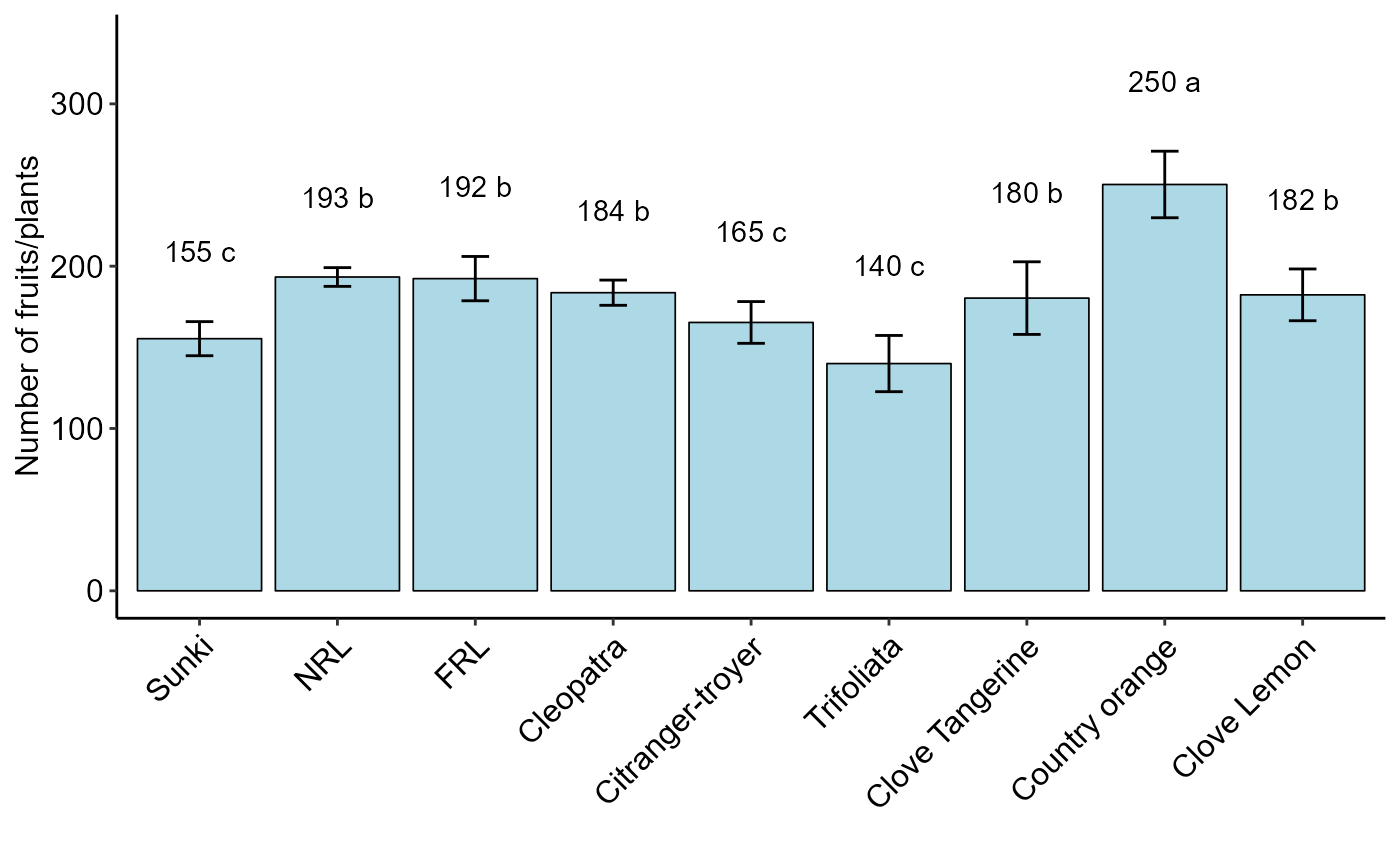 Number of fruits/plants
300
200
100
0
155 c
193 b
192 b
184 b
165 c
140 c
180 b
250 a
182 b
Sunki
NRL
FRL
Cleopatra
Citranger-troyer
Trifoliata
Clove Tangerine
Country orange
Clove Lemon